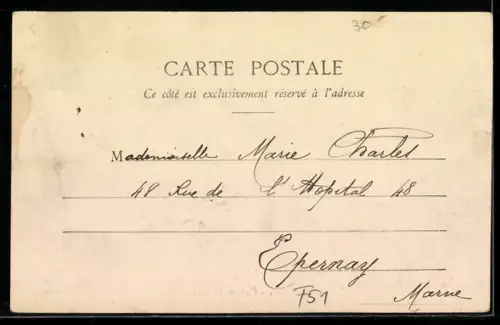 30
CARTE POSTALE
Ce côté est exclusivement réservé à l'adresse
Mademoiselle Marie Charles
48 Rue de l'Hopital 48
Epernay
F51
Marne